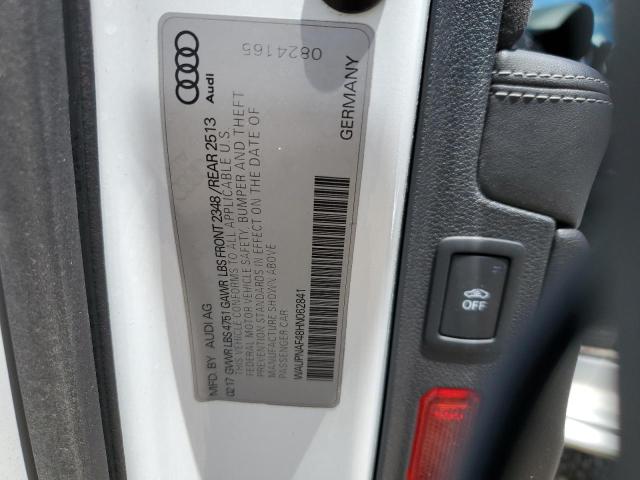 0824165
Audi
MFD. BY AUDI AG
02.17 GVWR LBS 4751 GAWR LBS FRONT 2348/REAR 2513
THIS VEHICLE CONFORMS TO ALL APPLICABLE U.S.
FEDERAL MOTOR VEHICLE SAFETY, BUMPER AND THEFT
PREVENTION STANDARDS IN EFFECT ON THE DATE OF
MANUFACTURE SHOWN ABOVE
PASSENGER CAR
GERMANY
WAUPNAF48HN062841
OFF